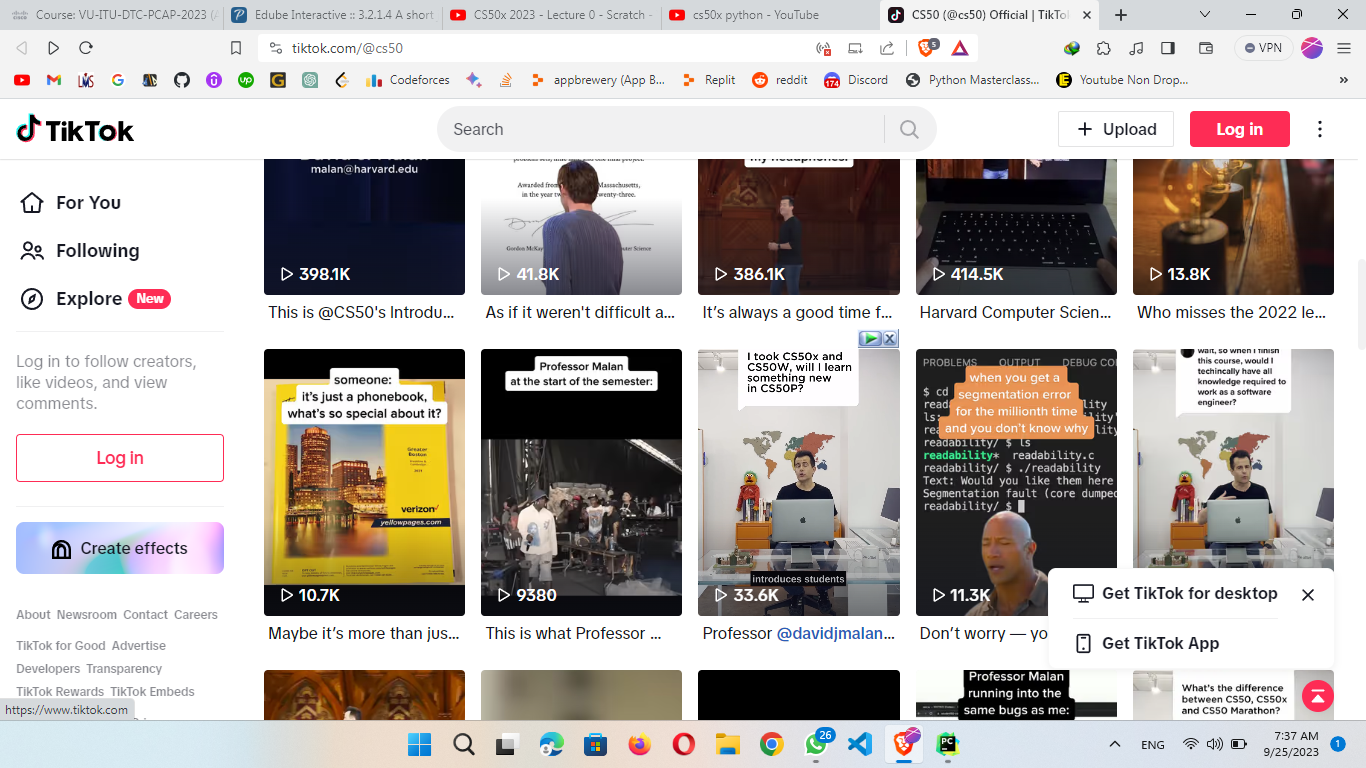 Course: VU-ITU-DTC-PCAP-2023 (A
Edube Interactive :: 3.2.1.4 A short
CS50x 2023 - Lecture 0 - Scratch -
cs50x python - YouTube
CS50 (@cs50) Official | TikTok
tiktok.com/@cs50
5
VPN
Codeforces
appbrewery (App B...
Replit
reddit
174
Discord
Python Masterclass...
Youtube Non Drop...
TikTok
Search
Upload
Log in
For You
Following
Explore New
Log in to follow creators,
like videos, and view
comments.
Log in
Create effects
About Newsroom Contact Careers
TikTok for Good Advertise
Developers Transparency
TikTok Rewards TikTok Embeds
https://www.tiktok.com
malan@harvard.edu
398.1K
This is @CS50's Introdu...
Awarded from Massachusetts,
in the year two twenty-three.
41.8K
As if it weren't difficult a...
my headphones.
386.1K
It's always a good time f...
414.5K
Harvard Computer Scien...
13.8K
Who misses the 2022 le...
someone:
it's just a phonebook,
what's so special about it?
Greater
Boston
verizon
yellowpages.com
10.7K
Maybe it's more than jus...
Professor Malan
at the start of the semester:
9380
This is what Professor ...
I took CS50x and
CS50W, will I learn
something new
in CS50P?
introduces students
33.6K
Professor @davidjmalan...
PROBLEMS OUTPUT DEBUG CO
when you get a
segmentation error
for the millionth time
and you don't know why
$ cd
readability/ $ ls
readability* readability.c
readability/ $ ./readability
Text: Would you like them here
Segmentation fault (core dumped
readability/ $
11.3K
Don't worry — yo
wait, so when I finish
this course, would I
techincally have all
knowledge required to
work as a software
engineer?
Get TikTok for desktop
Get TikTok App
Professor Malan
running into the
same bugs as me:
What's the difference
between CS50, CS50x
and CS50 Marathon?
26
PC
ENG
7:37 AM
9/25/2023
1